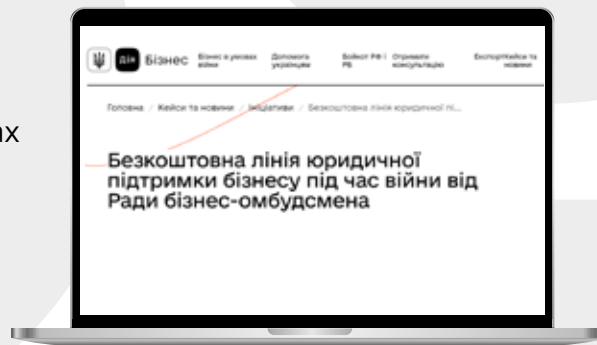 Дія Бізнес
Бізнес в умовах війни
Допомога українцям
Бойкот РФ і РБ
Отримати консультацію
Експорт
Кейси та новини
Головна / Кейси та новини / Ініціативи / Безкоштовна лінія юридичної пі...
ах
Безкоштовна лінія юридичної
підтримки бізнесу під час війни від
Ради бізнес-омбудсмена